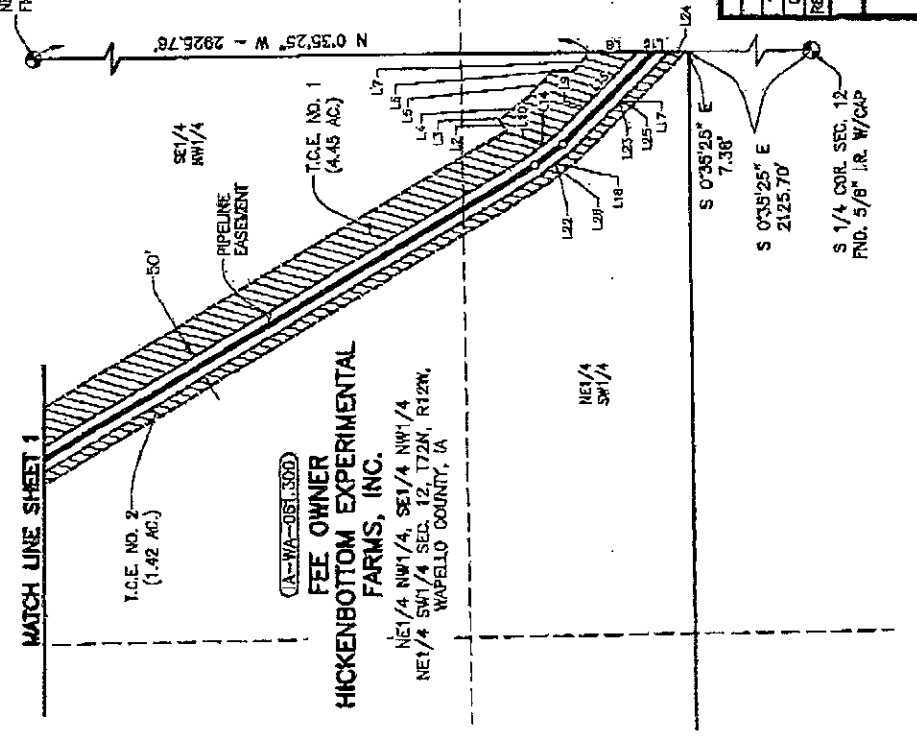 MATCH LINE SHEET 1
T.C.E. NO. 2
(1.42 AC.)
50'
PIPELINE
EASEMENT
SE1/4
NW1/4
T.C.E. NO. 1
(4.45 AC.)
N 0°35'25" W - 2925.76'
IA-WA-061.300
FEE OWNER
HICKENBOTTOM EXPERIMENTAL
FARMS, INC.
NE1/4 NW1/4, SE1/4 NW1/4
NE1/4 SW1/4 SEC. 12, T72N, R12W,
WAPELLO COUNTY, IA
L7
L6
L5
L4
L3
L2
L10
L9
L14
L22
L28
L18
L23
L25
L17
L24
NE1/4
SW1/4
S 0°35'25" E
7.38'
S 0°35'25" E
2125.70'
S 1/4 COR. SEC. 12
FND. 5/8" I.R. W/CAP